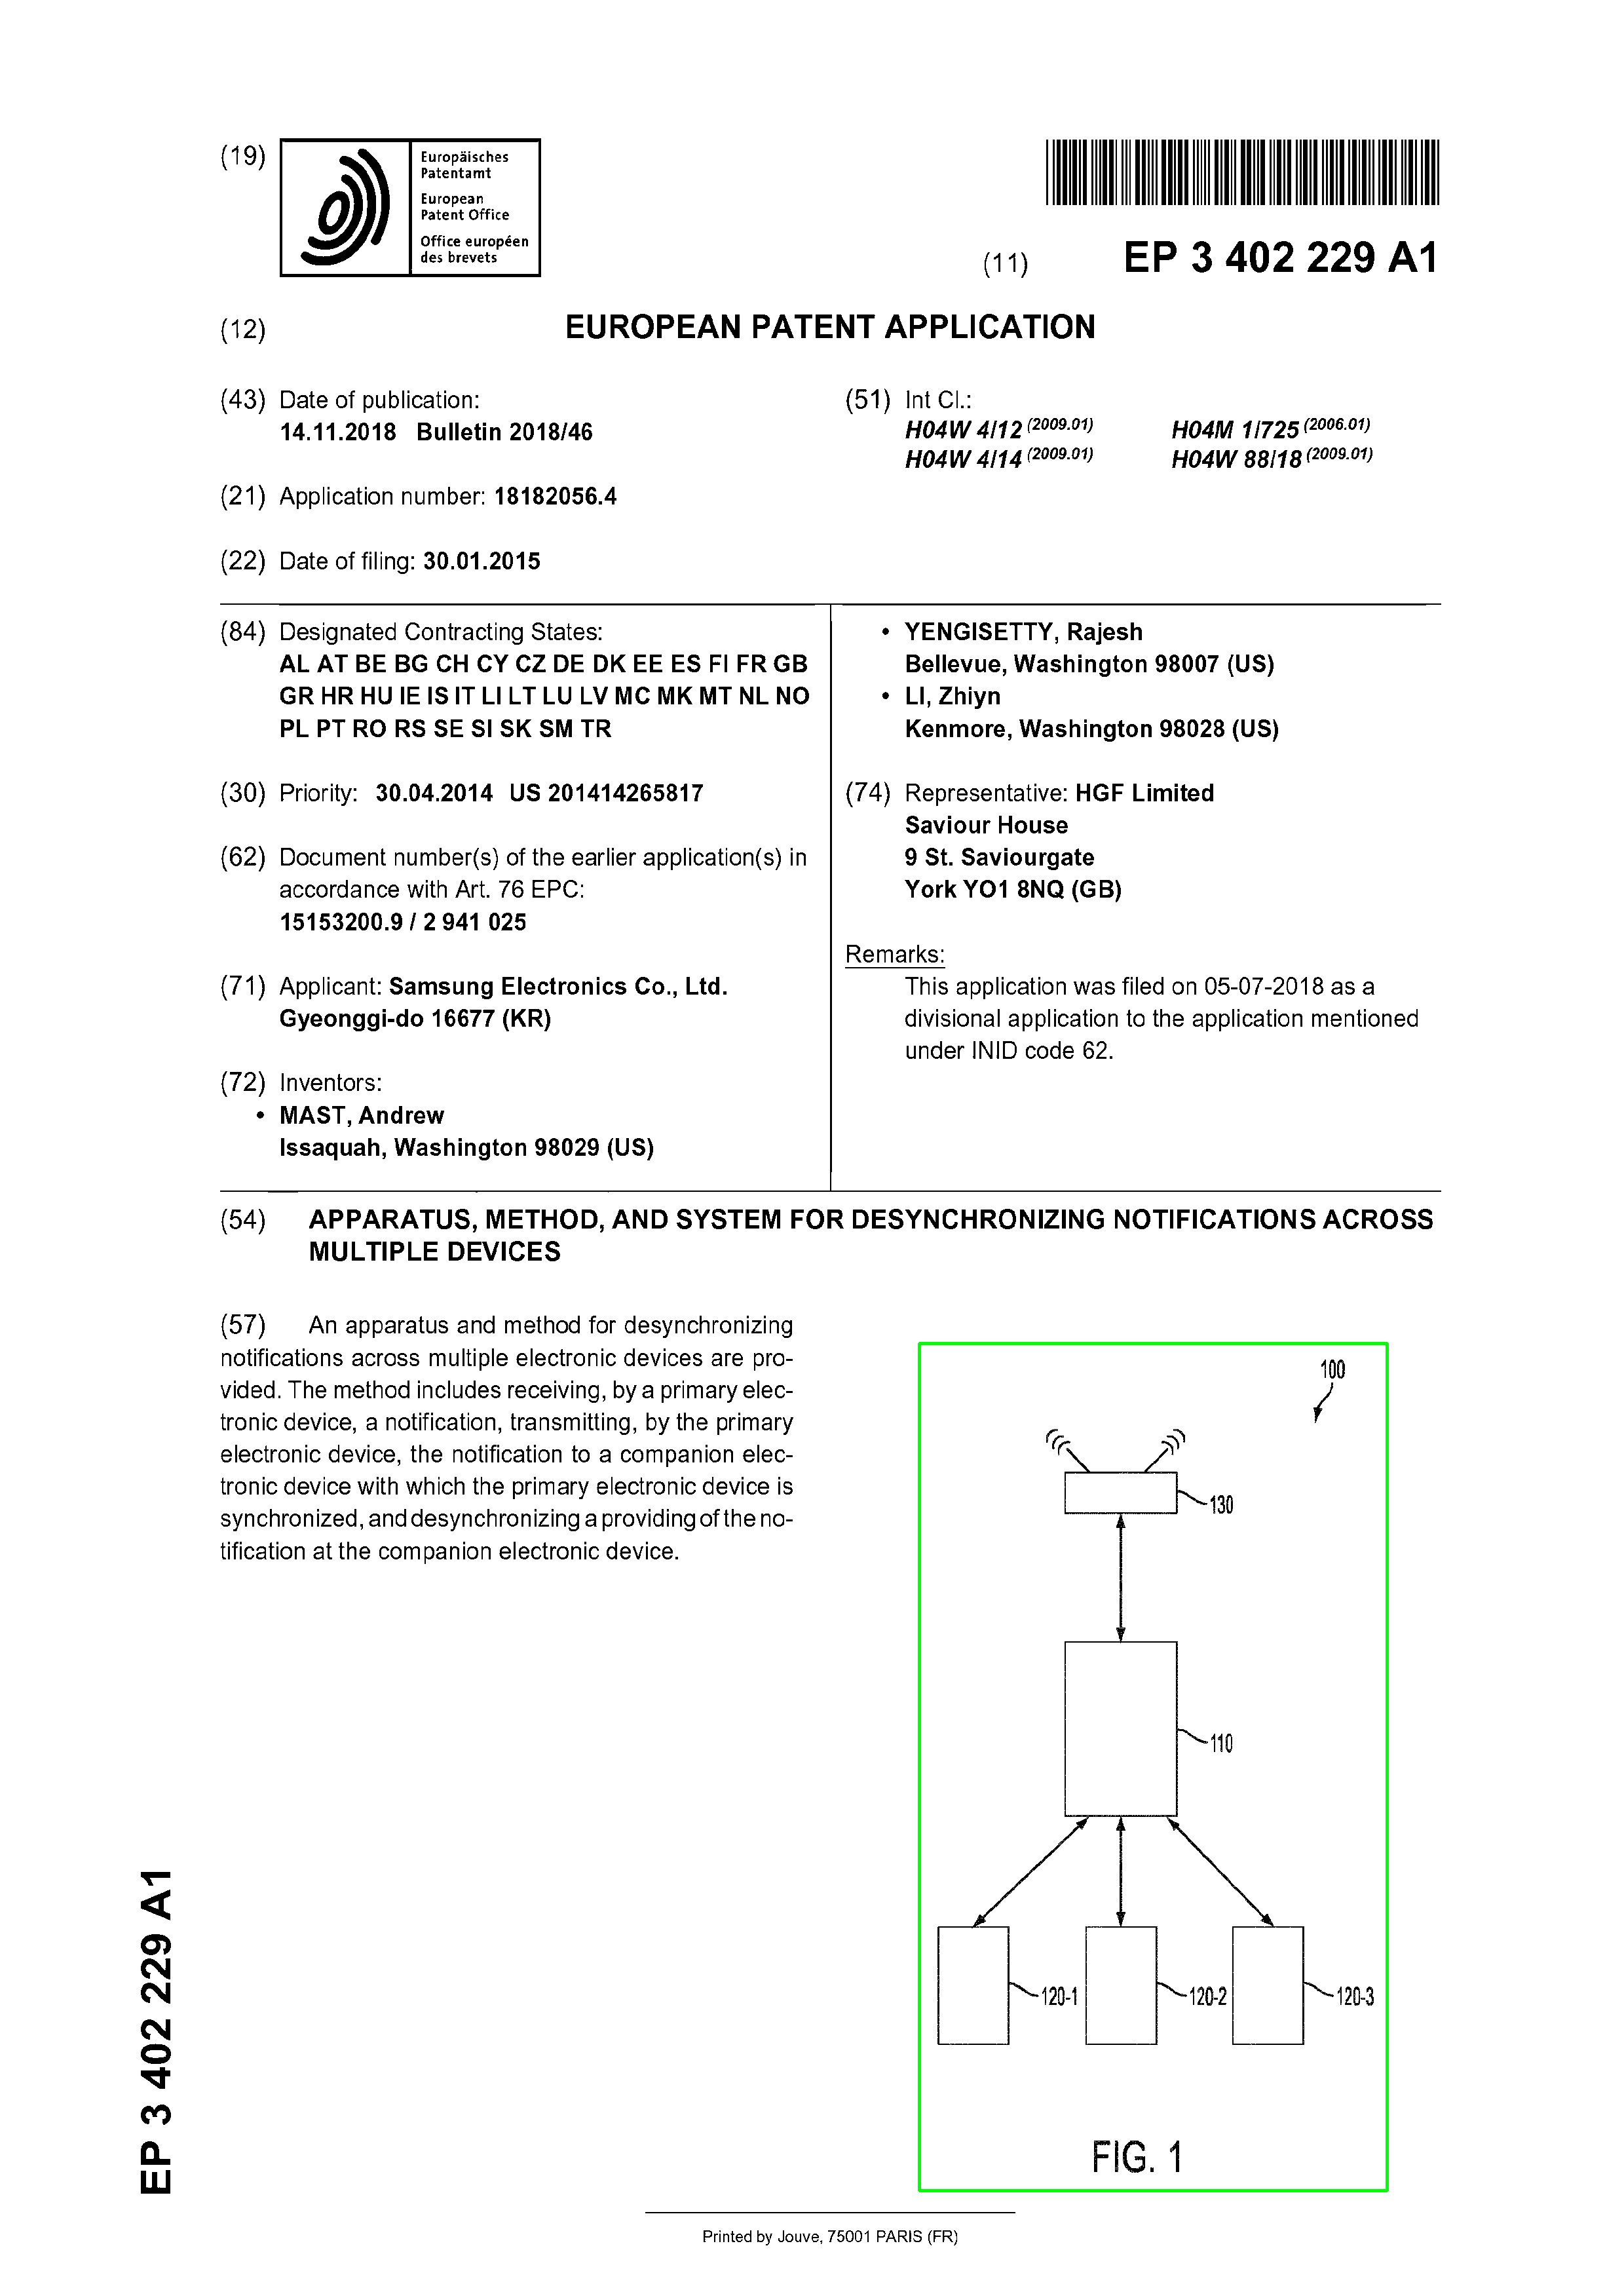 (19)
Europäisches
Patentamt
European
Patent Office
Office européen
des brevets
(11) EP 3 402 229 A1
(12) EUROPEAN PATENT APPLICATION
(43) Date of publication:
14.11.2018 Bulletin 2018/46
(21) Application number: 18182056.4
(22) Date of filing: 30.01.2015
(51) Int Cl.:
H04W 4/12 (2009.01) H04M 1/725 (2006.01)
H04W 4/14 (2009.01) H04W 88/18 (2009.01)
(84) Designated Contracting States:
AL AT BE BG CH CY CZ DE DK EE ES FI FR GB
GR HR HU IE IS IT LI LT LU LV MC MK MT NL NO
PL PT RO RS SE SI SK SM TR
(30) Priority: 30.04.2014 US 201414265817
(62) Document number(s) of the earlier application(s) in
accordance with Art. 76 EPC:
15153200.9 / 2 941 025
(71) Applicant: Samsung Electronics Co., Ltd.
Gyeonggi-do 16677 (KR)
(72) Inventors:
• MAST, Andrew
Issaquah, Washington 98029 (US)
• YENGISETTY, Rajesh
Bellevue, Washington 98007 (US)
• LI, Zhiyn
Kenmore, Washington 98028 (US)
(74) Representative: HGF Limited
Saviour House
9 St. Saviourgate
York YO1 8NQ (GB)
Remarks:
This application was filed on 05-07-2018 as a
divisional application to the application mentioned
under INID code 62.
(54) APPARATUS, METHOD, AND SYSTEM FOR DESYNCHRONIZING NOTIFICATIONS ACROSS
MULTIPLE DEVICES
(57) An apparatus and method for desynchronizing
notifications across multiple electronic devices are pro-
vided. The method includes receiving, by a primary elec-
tronic device, a notification, transmitting, by the primary
electronic device, the notification to a companion elec-
tronic device with which the primary electronic device is
synchronized, and desynchronizing a providing of the no-
tification at the companion electronic device.
100
130
110
120-1 120-2 120-3
FIG. 1
EP 3 402 229 A1
Printed by Jouve, 75001 PARIS (FR)